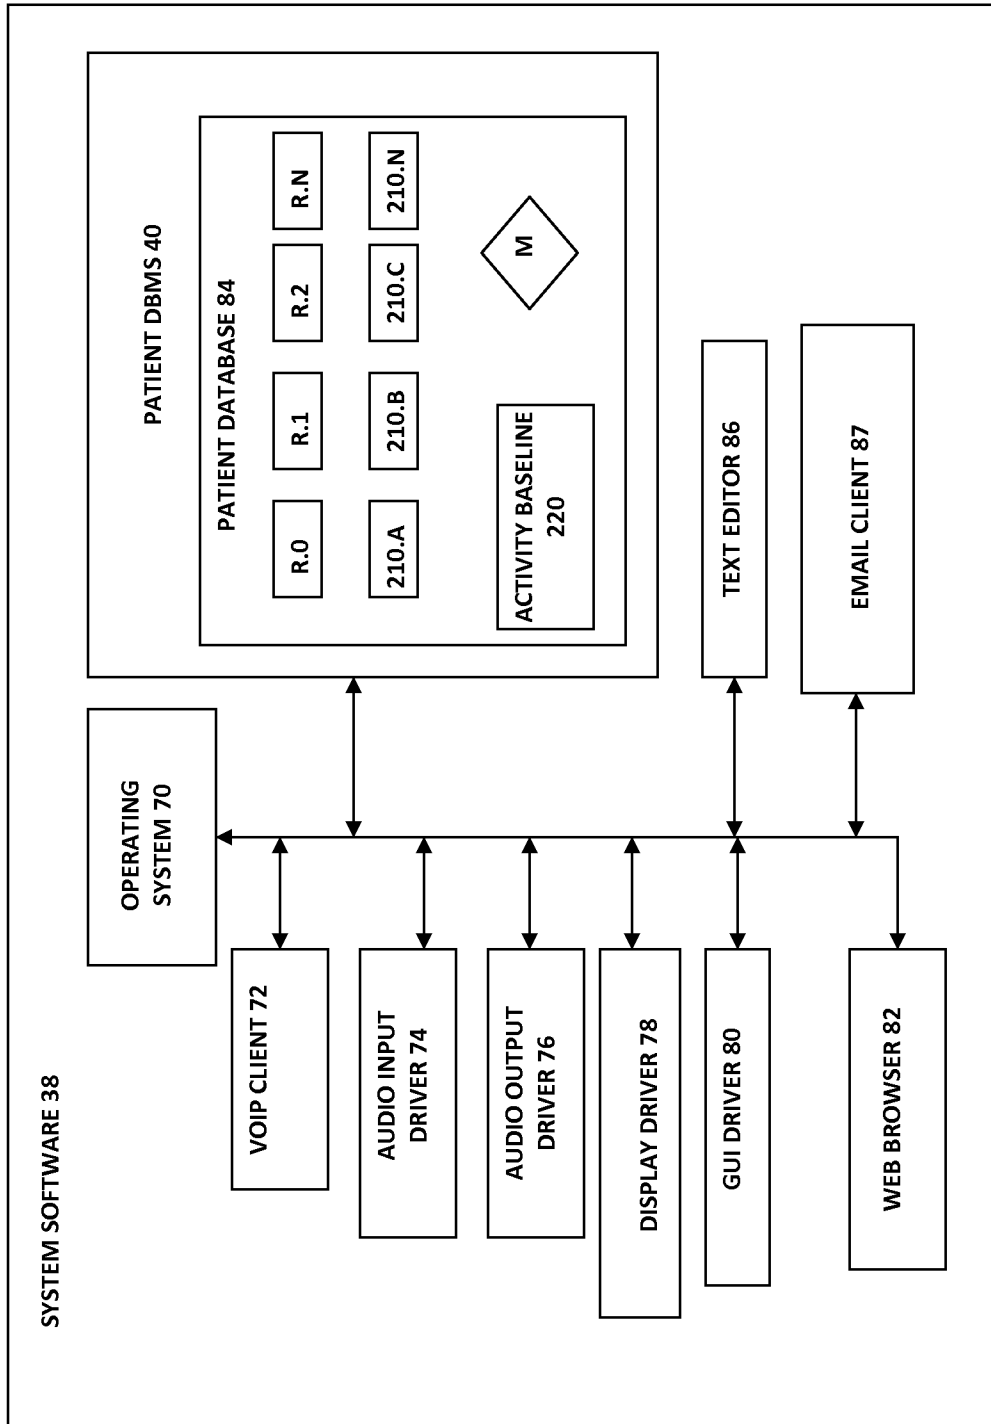 SYSTEM SOFTWARE 38
OPERATING
SYSTEM 70
PATIENT DBMS 40
PATIENT DATABASE 84
R.0
R.1
R.2
R.N
210.A
210.B
210.C
210.N
ACTIVITY BASELINE
220
M
VOIP CLIENT 72
AUDIO INPUT
DRIVER 74
AUDIO OUTPUT
DRIVER 76
DISPLAY DRIVER 78
GUI DRIVER 80
WEB BROWSER 82
TEXT EDITOR 86
EMAIL CLIENT 87